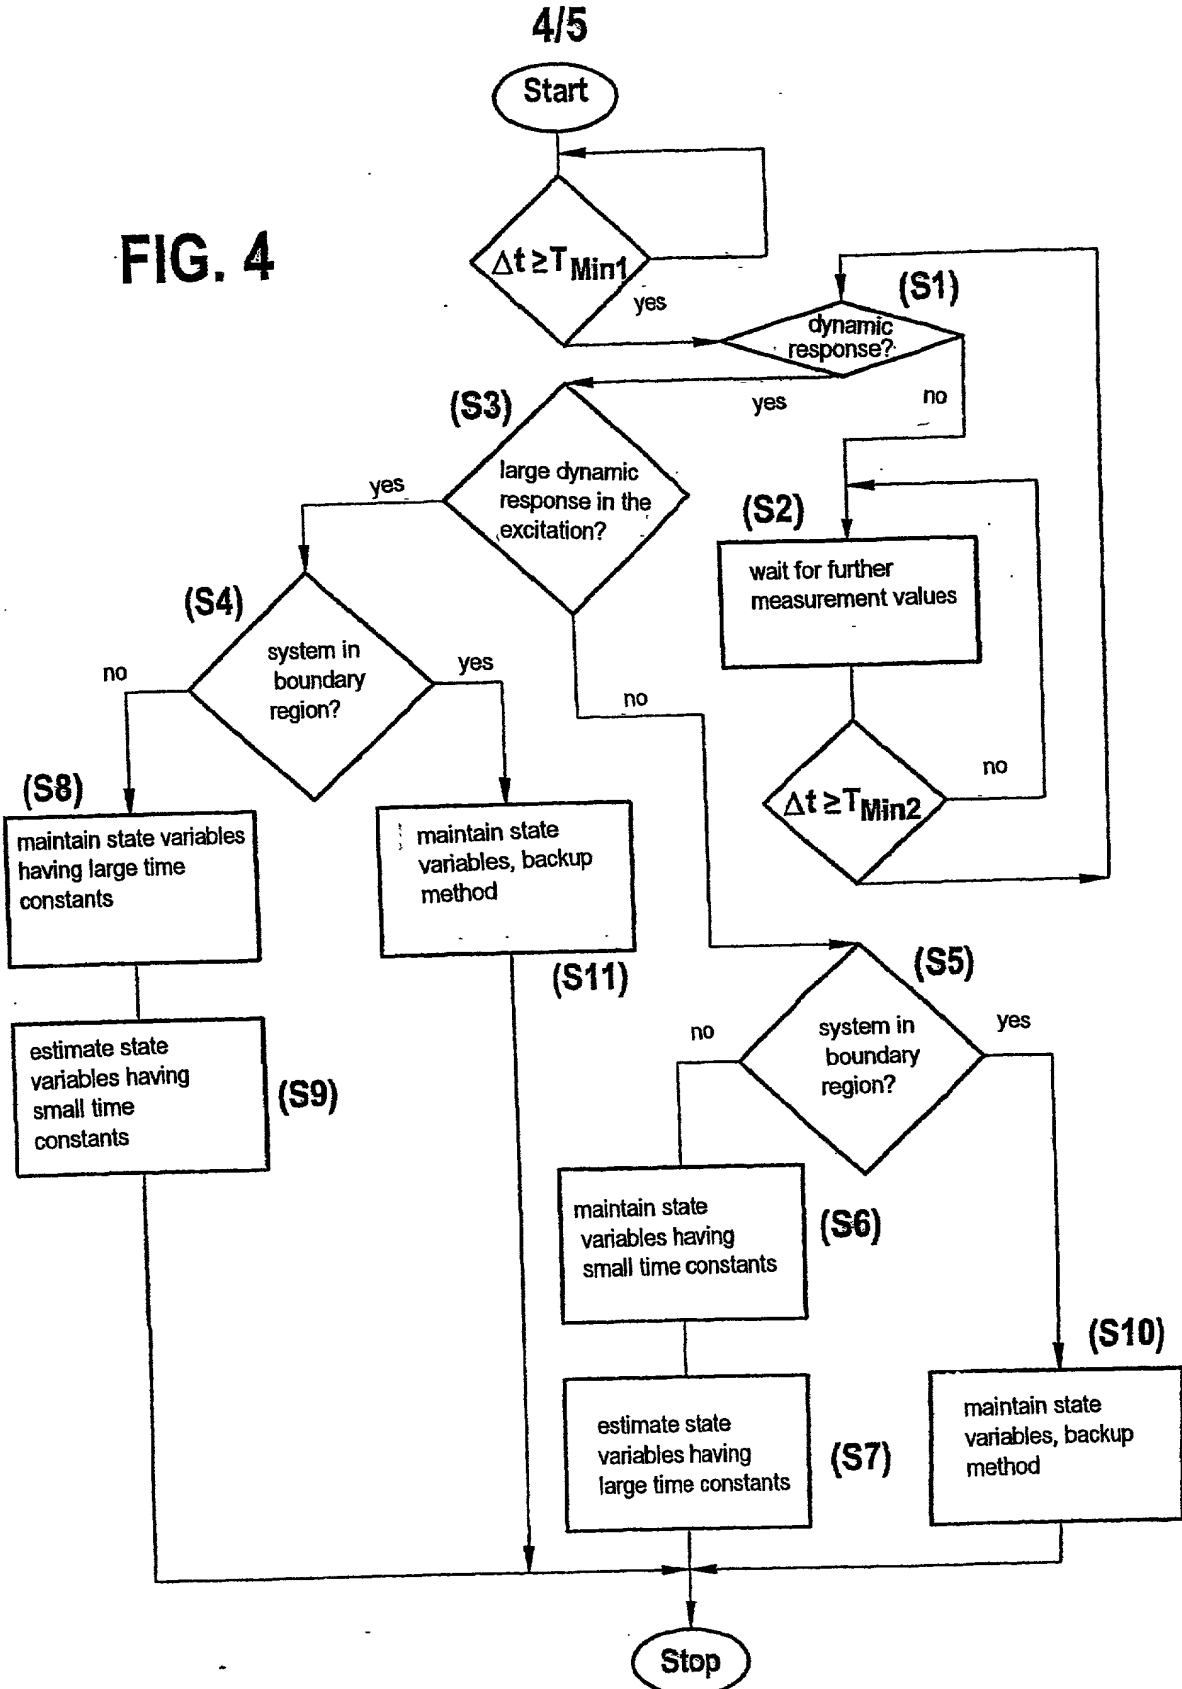 4/5
Start
FIG. 4
Δt ≥TMin1
yes
(S1)
dynamic
response?
yes
no
(S3)
large dynamic
response in the
excitation?
yes
no
(S2)
wait for further
measurement values
Δt ≥TMin2
no
(S4)
system in
boundary
region?
no
yes
(S8)
maintain state variables
having large time
constants
maintain state
variables, backup
method
(S11)
estimate state
variables having
small time
constants
(S9)
(S5)
system in
boundary
region?
no
yes
maintain state
variables having
small time constants
(S6)
estimate state
variables having
large time constants
(S7)
(S10)
maintain state
variables, backup
method
Stop